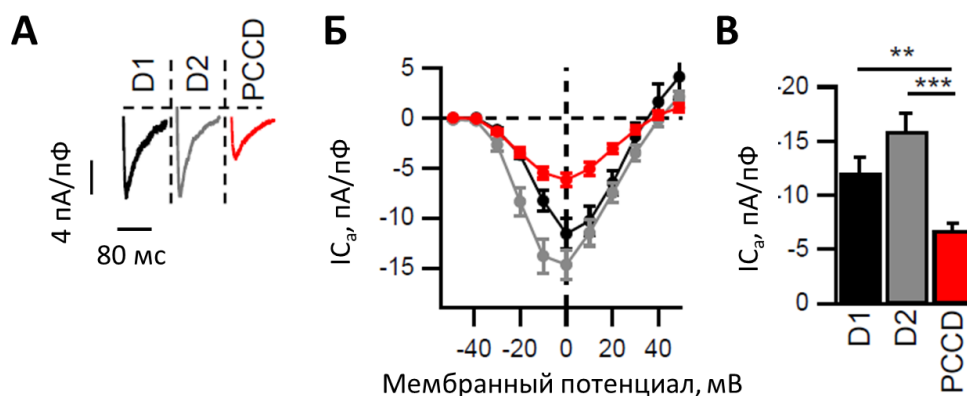 А
D1
D2
PCCD
4 пА/пФ
80 мс
Б
ICa, пА/пФ
5
0
-5
-10
-15
-40
-20
0
20
40
Мембранный потенциал, мВ
В
**
***
ICa, пА/пФ
-20
-15
-10
-5
0
D1
D2
PCCD